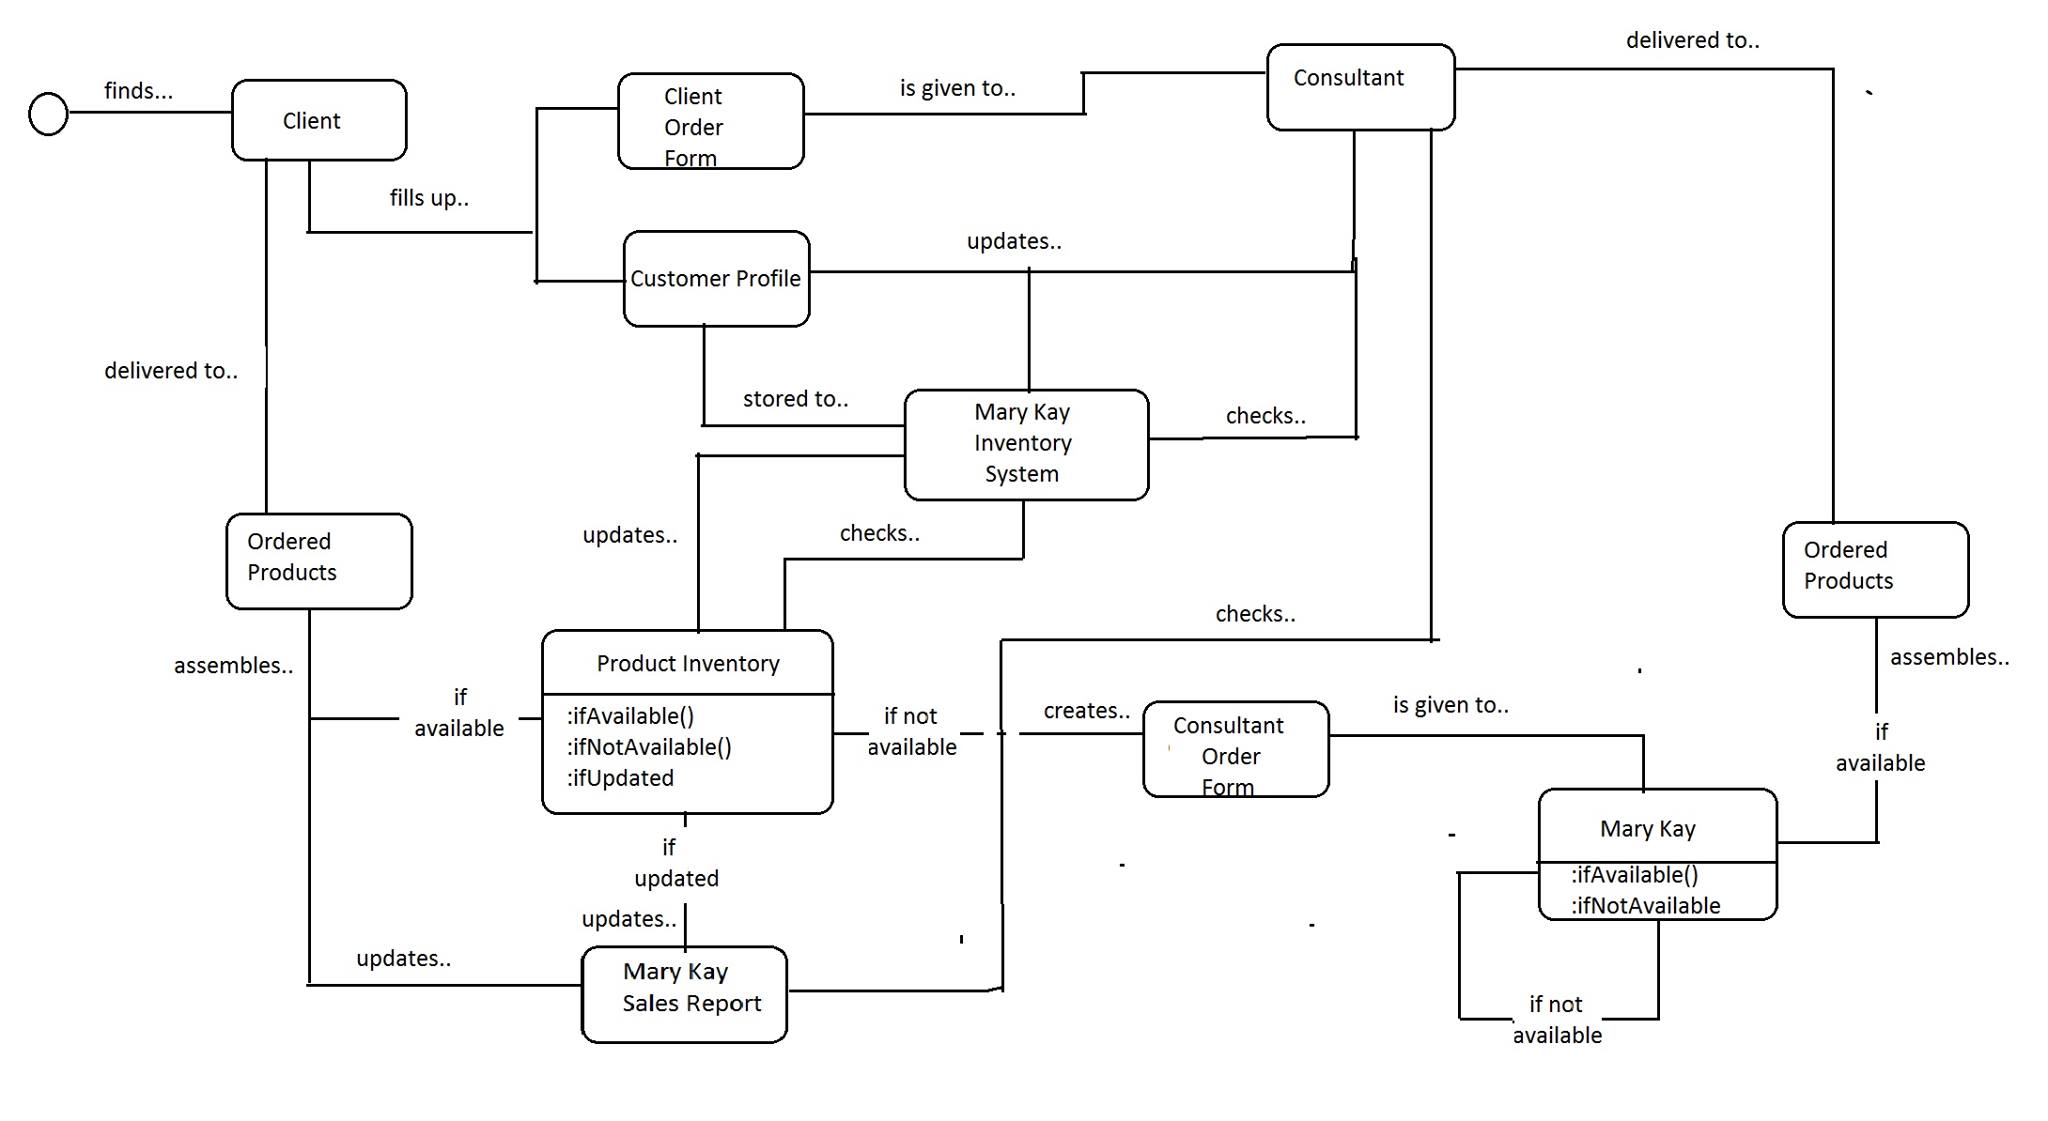 delivered to..
finds...
Client
Client
Order
Form
is given to..
Consultant
fills up..
Customer Profile
updates..
delivered to..
stored to..
Mary Kay
Inventory
System
checks..
updates..
checks..
Ordered
Products
Ordered
Products
assembles..
if
available
Product Inventory
:ifAvailable()
:ifNotAvailable()
:ifUpdated
if not
available
checks..
creates..
Consultant
Order
Form
is given to..
assembles..
if
available
Mary Kay
:ifAvailable()
:ifNotAvailable
if
updated
updates..
updates..
Mary Kay
Sales Report
if not
available